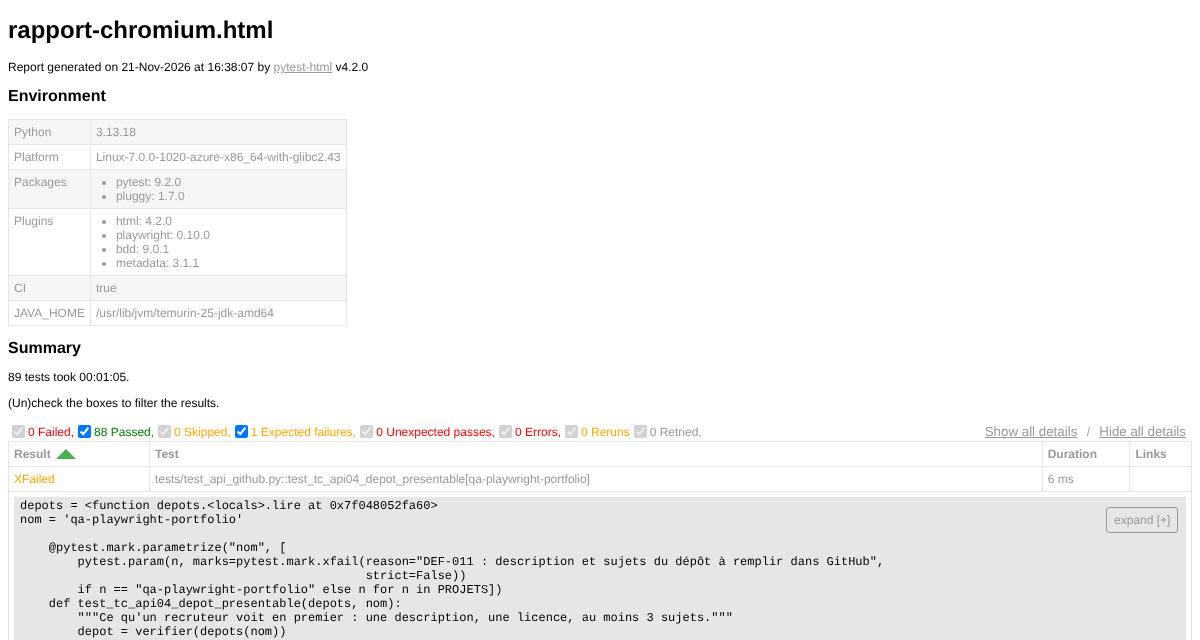 rapport-chromium.html
Report generated on 21-Nov-2026 at 16:38:07 by pytest-html v4.2.0
Environment
Python 3.13.18
Platform Linux-7.0.0-1020-azure-x86_64-with-glibc2.43
Packages
pytest: 9.2.0
pluggy: 1.7.0
Plugins
html: 4.2.0
playwright: 0.10.0
bdd: 9.0.1
metadata: 3.1.1
CI true
JAVA_HOME /usr/lib/jvm/temurin-25-jdk-amd64
Summary
89 tests took 00:01:05.
(Un)check the boxes to filter the results.
0 Failed, 88 Passed, 0 Skipped, 1 Expected failures, 0 Unexpected passes, 0 Errors, 0 Reruns 0 Retried, Show all details / Hide all details
Result Test Duration Links
XFailed tests/test_api_github.py::test_tc_api04_depot_presentable[qa-playwright-portfolio] 6 ms
depots = <function depots.<locals>.lire at 0x7f048052fa60>
nom = 'qa-playwright-portfolio'
expand [+]
@pytest.mark.parametrize("nom", [
pytest.param(n, marks=pytest.mark.xfail(reason="DEF-011 : description et sujets du dépôt à remplir dans GitHub",
strict=False))
if n == "qa-playwright-portfolio" else n for n in PROJETS])
def test_tc_api04_depot_presentable(depots, nom):
"""Ce qu'un recruteur voit en premier : une description, une licence, au moins 3 sujets."""
depot = verifier(depots(nom))